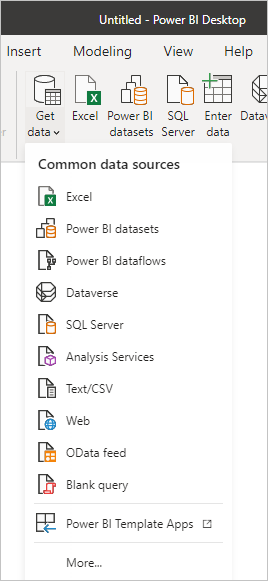 Untitled - Power BI Desktop
Insert Modeling View Help
Get data Excel Power BI datasets SQL Server Enter data
Common data sources
Excel
Power BI datasets
Power BI dataflows
Dataverse
SQL Server
Analysis Services
Text/CSV
Web
OData feed
Blank query
Power BI Template Apps
More...